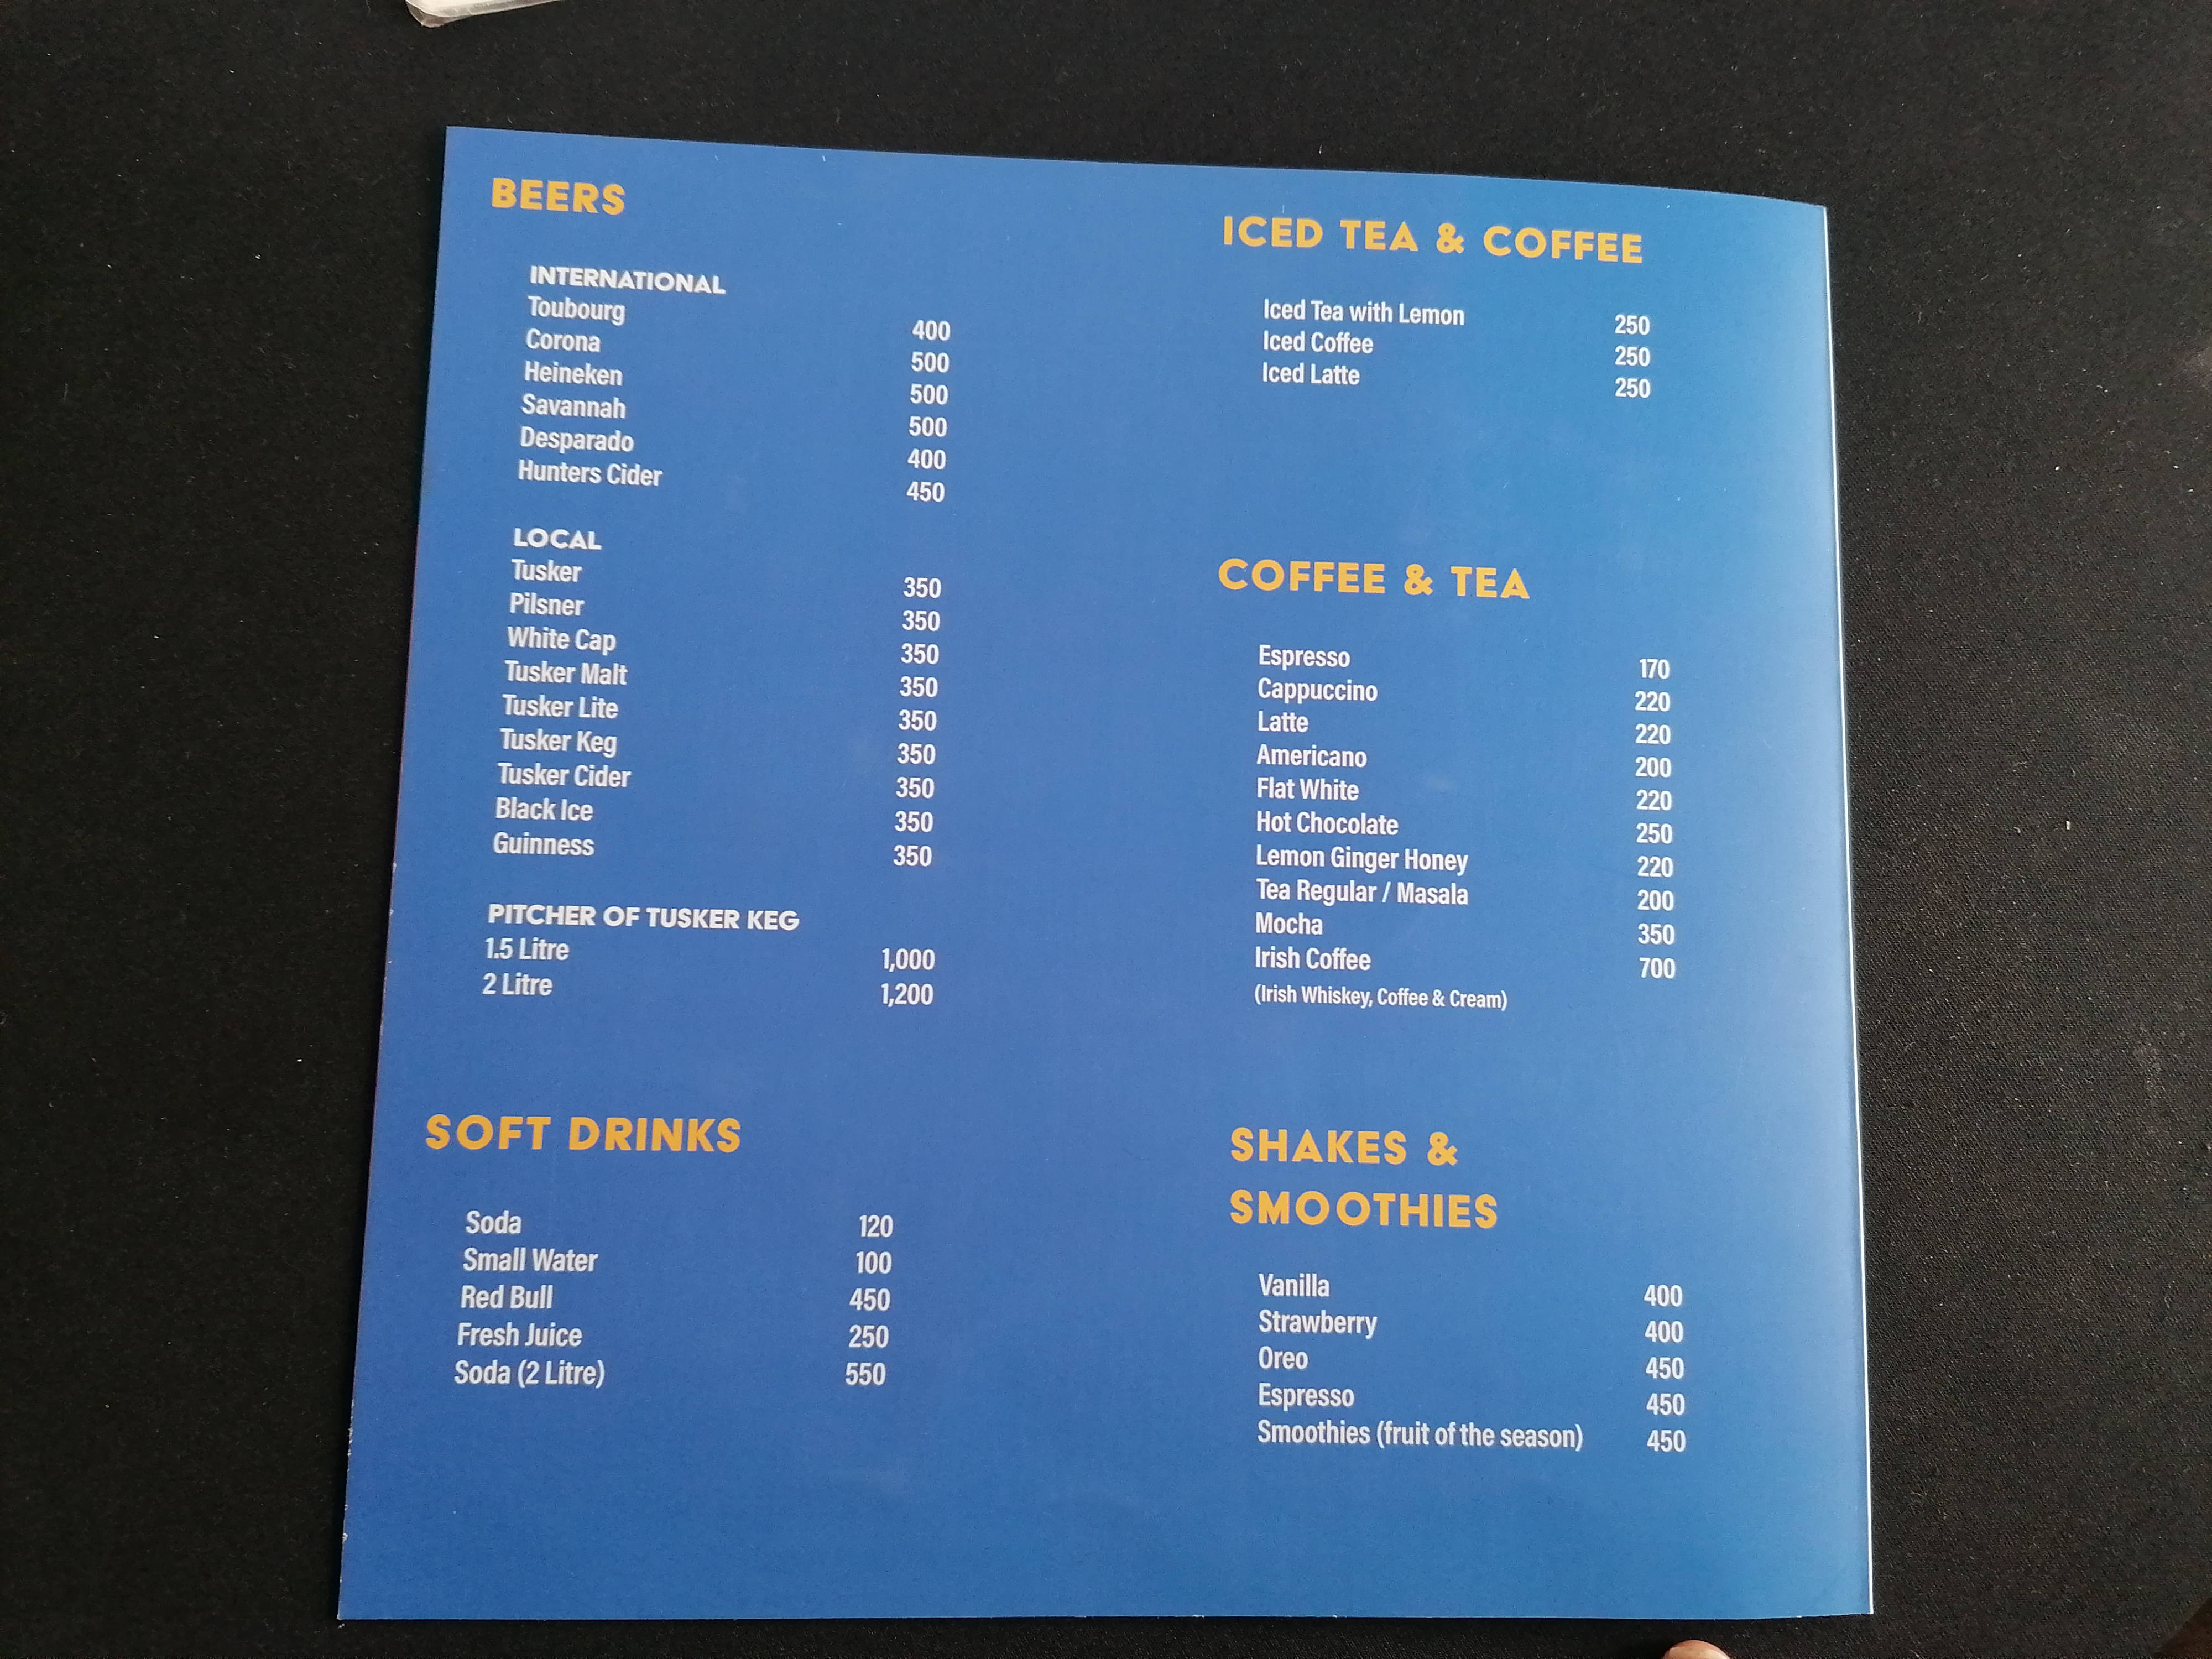 BEERS
INTERNATIONAL
Toubourg 400
Corona 500
Heineken 500
Savannah 500
Desparado 400
Hunters Cider 450
LOCAL
Tusker 350
Pilsner 350
White Cap 350
Tusker Malt 350
Tusker Lite 350
Tusker Keg 350
Tusker Cider 350
Black Ice 350
Guinness 350
PITCHER OF TUSKER KEG
1.5 Litre 1,000
2 Litre 1,200
SOFT DRINKS
Soda 120
Small Water 100
Red Bull 450
Fresh Juice 250
Soda (2 Litre) 550
ICED TEA & COFFEE
Iced Tea with Lemon 250
Iced Coffee 250
Iced Latte 250
COFFEE & TEA
Espresso 170
Cappuccino 220
Latte 220
Americano 200
Flat White 220
Hot Chocolate 250
Lemon Ginger Honey 220
Tea Regular / Masala 200
Mocha 350
Irish Coffee 700
(Irish Whiskey, Coffee & Cream)
SHAKES &
SMOOTHIES
Vanilla 400
Strawberry 400
Oreo 450
Espresso 450
Smoothies (fruit of the season) 450